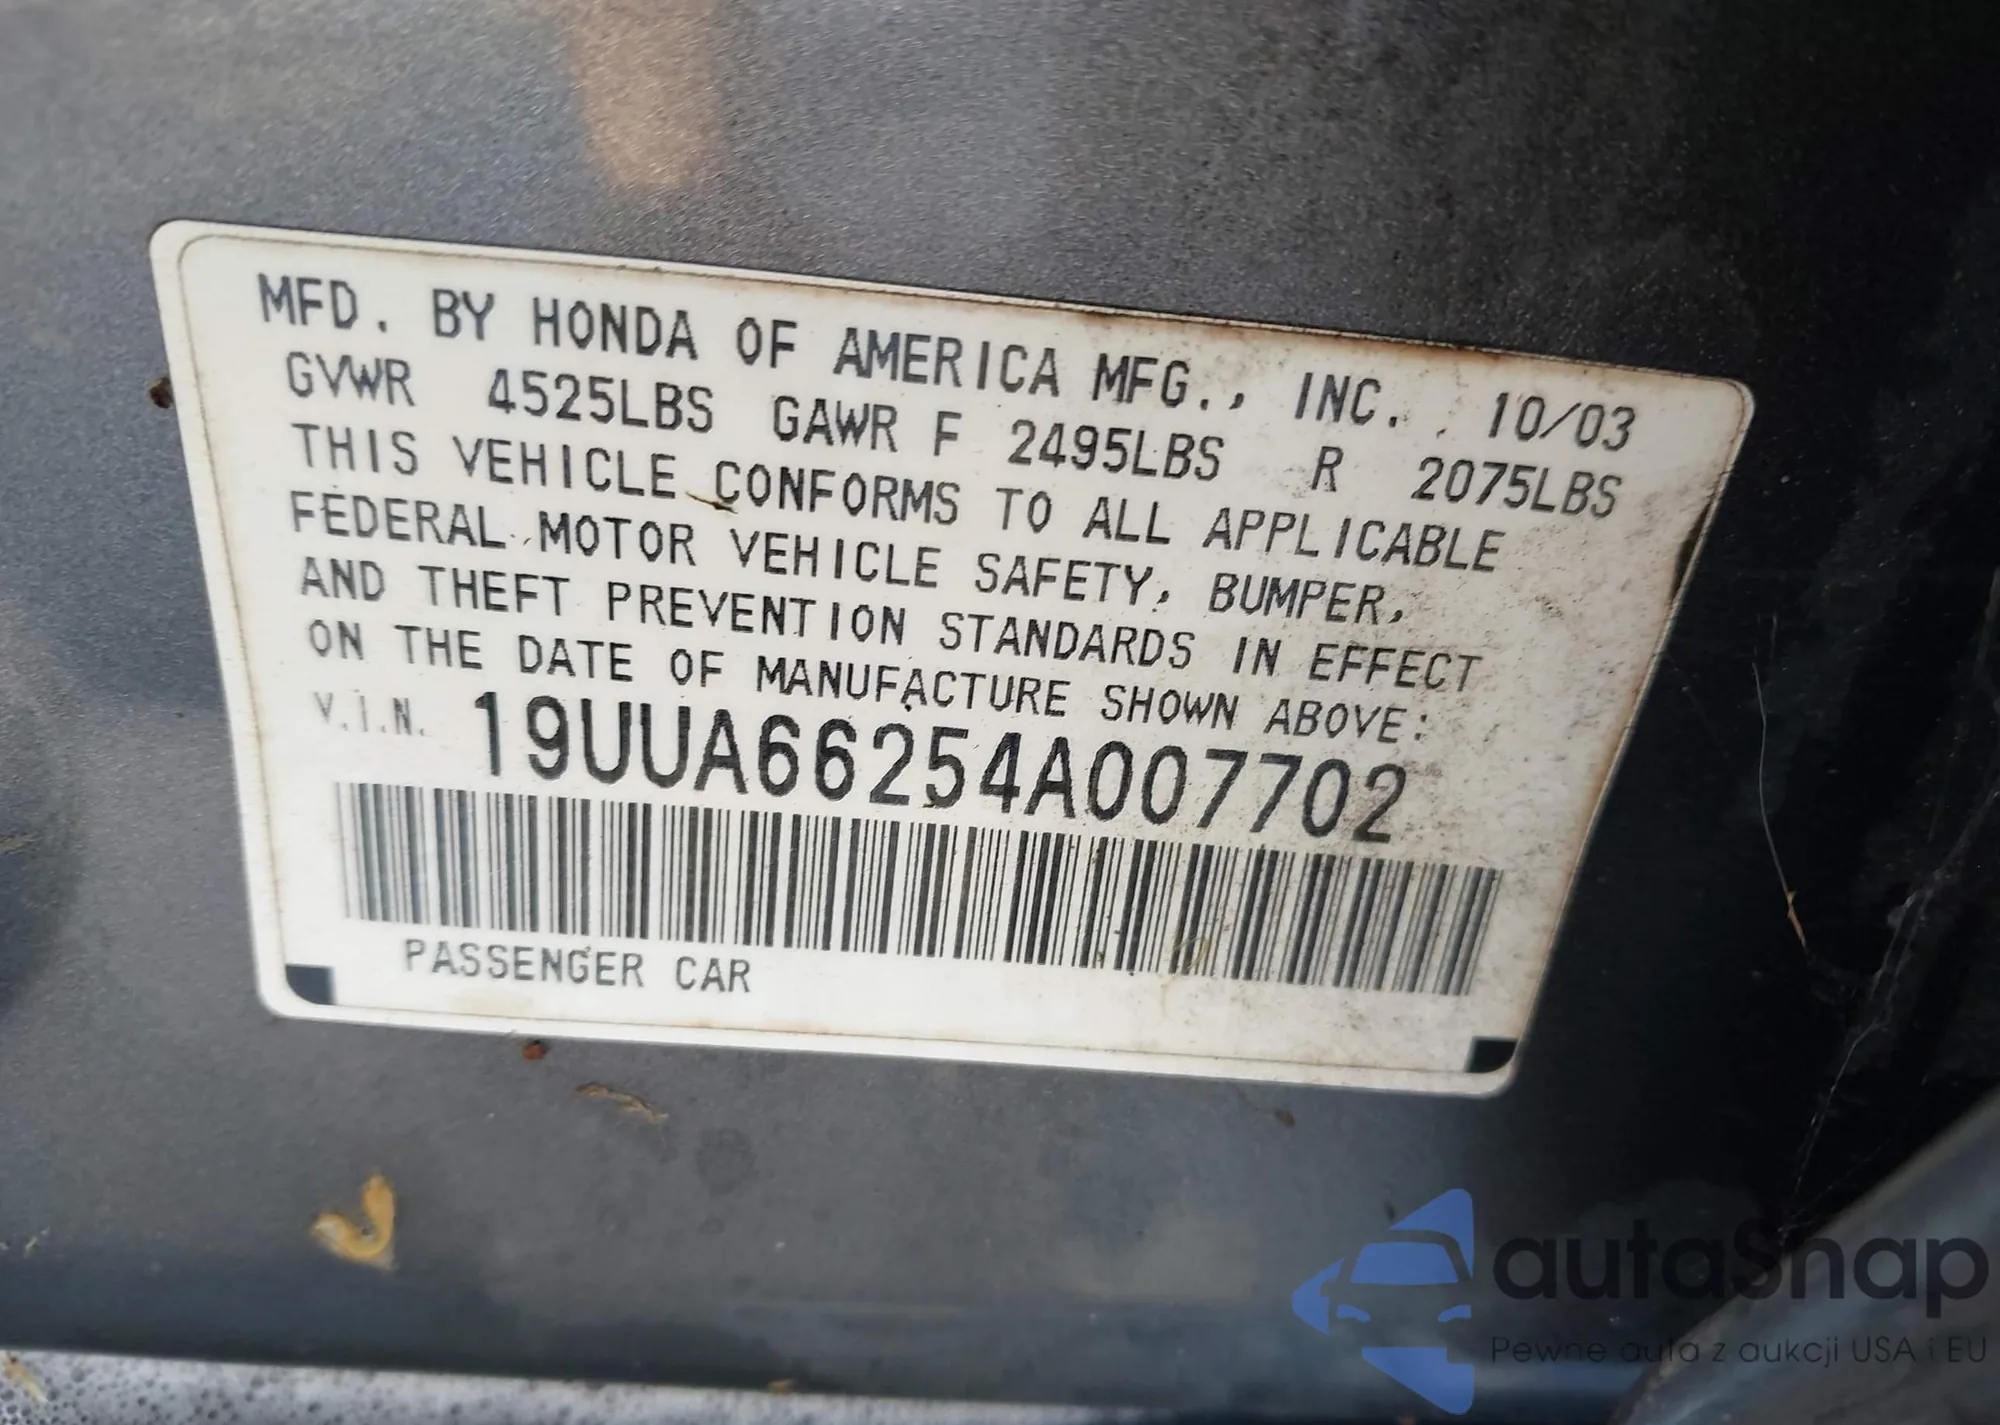 MFD. BY HONDA OF AMERICA MFG., INC. 10/03
GVWR 4525LBS GAWR F 2495LBS R 2075LBS
THIS VEHICLE CONFORMS TO ALL APPLICABLE
FEDERAL MOTOR VEHICLE SAFETY, BUMPER,
AND THEFT PREVENTION STANDARDS IN EFFECT
ON THE DATE OF MANUFACTURE SHOWN ABOVE:
V.I.N. 19UUA66254A007702
PASSENGER CAR
autaSnap
Pewne auta z aukcji USA i EU